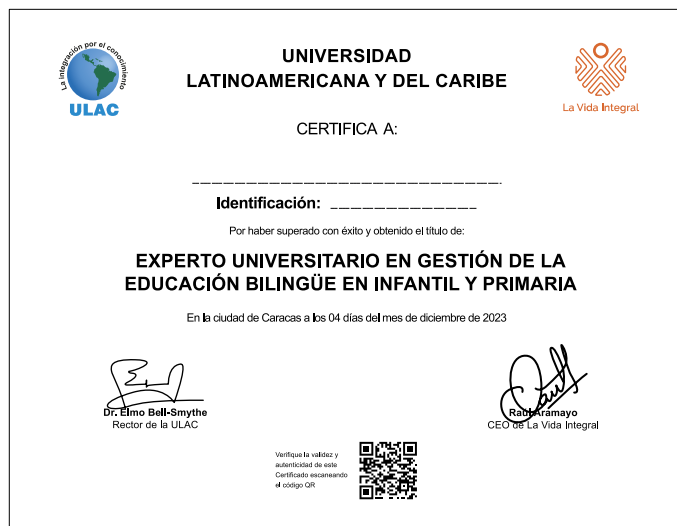 La integración por el conocimiento
ULAC
UNIVERSIDAD
LATINOAMERICANA Y DEL CARIBE
La Vida Integral
CERTIFICA A:
Identificación:
Por haber superado con éxito y obtenido el título de:
EXPERTO UNIVERSITARIO EN GESTIÓN DE LA
EDUCACIÓN BILINGÜE EN INFANTIL Y PRIMARIA
En la ciudad de Caracas a los 04 días del mes de diciembre de 2023
Dr. Elmo Bell-Smythe
Rector de la ULAC
Raúl Aramayo
CEO de La Vida Integral
Verifique la validez y
autenticidad de este
Certificado escaneando
el código QR